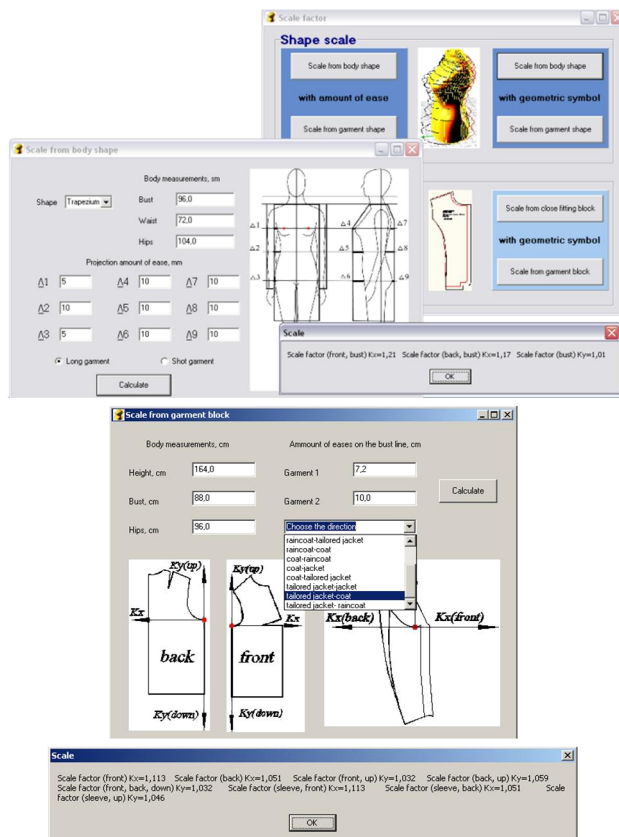 Scale factor
Shape scale
Scale from body shape
Scale from body shape
with amount of ease
with geometric symbol
Scale from garment shape
Scale from garment shape
Scale from close fitting block
with geometric symbol
Scale from garment block
Scale from body shape
Body measurements, sm
Shape Trapezium
Bust 96,0
Waist 72,0
Hips 104,0
Projection amount of ease, mm
Δ1 5 Δ4 10 Δ7 10
Δ2 10 Δ5 10 Δ8 10
Δ3 5 Δ6 10 Δ9 10
Long garment Shot garment
Calculate
Δ1 Δ4 Δ7
Δ2 Δ5 Δ8
Δ3 Δ6 Δ9
Scale
Scale factor (front, bust) Kx=1,21 Scale factor (back, bust) Kx=1,17 Scale factor (bust) Ky=1,01
OK
Scale from garment block
Body measurements, cm Ammount of eases on the bust line, cm
Height, cm 164,0 Garment 1 7,2
Calculate
Bust, cm 88,0 Garment 2 10,0
Hips, cm 96,0 Choose the direction
raincoat-tailored jacket
raincoat-coat
coat-raincoat
coat-jacket
coat-tailored jacket
tailored jacket-jacket
tailored jacket-coat
tailored jacket- raincoat
Ky(up) Ky(up)
Kx Kx Kx(back) Kx(front)
back front
Ky(down) Ky(down)
Scale
Scale factor (front) Kx=1,113 Scale factor (back) Kx=1,051 Scale factor (front, up) Ky=1,032 Scale factor (back, up) Ky=1,059
Scale factor (front, back, down) Ky=1,032 Scale factor (sleeve, front) Kx=1,113 Scale factor (sleeve, back) Kx=1,051 Scale
factor (sleeve, up) Ky=1,046
OK